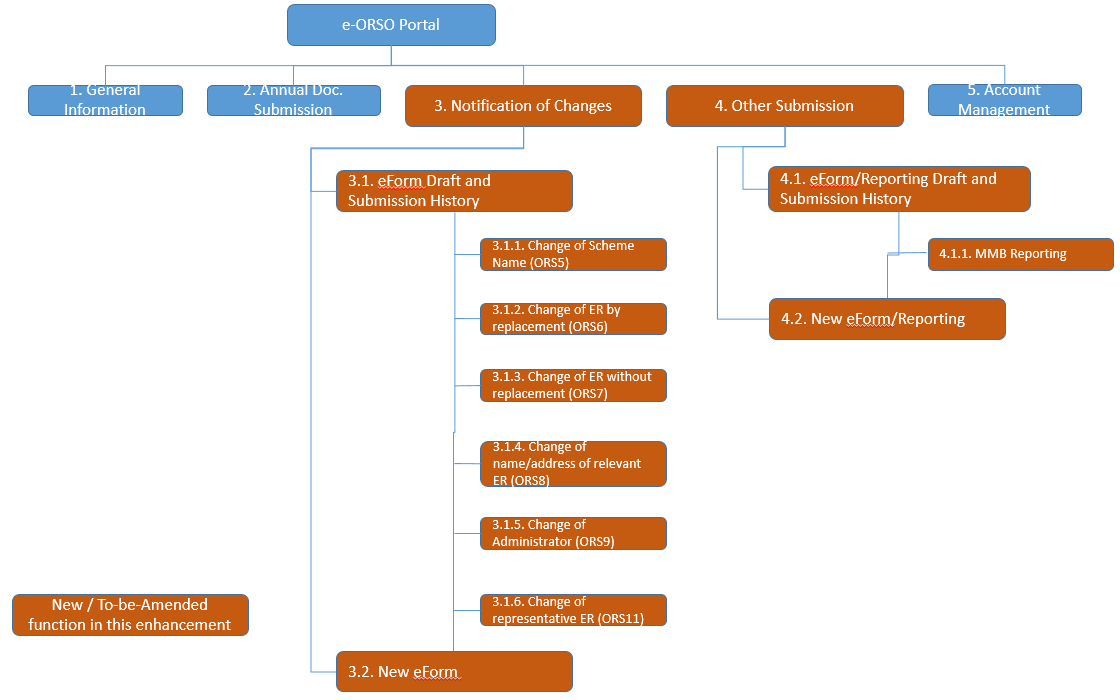 e-ORSO Portal
1. General
Information
2. Annual Doc.
Submission
3. Notification of Changes
4. Other Submission
5. Account
Management
3.1. eForm Draft and
Submission History
3.1.1. Change of Scheme
Name (ORS5)
3.1.2. Change of ER by
replacement (ORS6)
3.1.3. Change of ER without
replacement (ORS7)
3.1.4. Change of
name/address of relevant
ER (ORS8)
3.1.5. Change of
Administrator (ORS9)
3.1.6. Change of
representative ER (ORS11)
3.2. New eForm
4.1. eForm/Reporting Draft and
Submission History
4.1.1. MMB Reporting
4.2. New eForm/Reporting
New / To-be-Amended
function in this enhancement